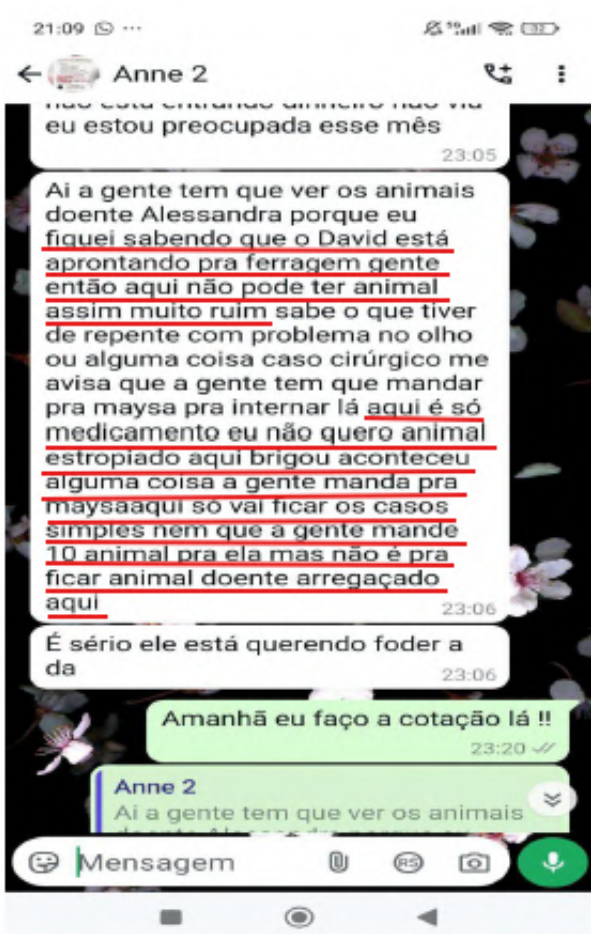 21:09
Anne 2
eu estou preocupada esse mês
23:05
Ai a gente tem que ver os animais
doente Alessandra porque eu
fiquei sabendo que o David está
aprontando pra ferragem gente
então aqui não pode ter animal
assim muito ruim sabe o que tiver
de repente com problema no olho
ou alguma coisa caso cirúrgico me
avisa que a gente tem que mandar
pra maysa pra internar lá aqui é só
medicamento eu não quero animal
estropiado aqui brigou aconteceu
alguma coisa a gente manda pra
maysaaqui só vai ficar os casos
simples nem que a gente mande
10 animal pra ela mas não é pra
ficar animal doente arregaçado
aqui
23:06
É sério ele está querendo foder a
da
23:06
Amanhã eu faço a cotação lá !!
23:20
Anne 2
Ai a gente tem que ver os animais
Mensagem